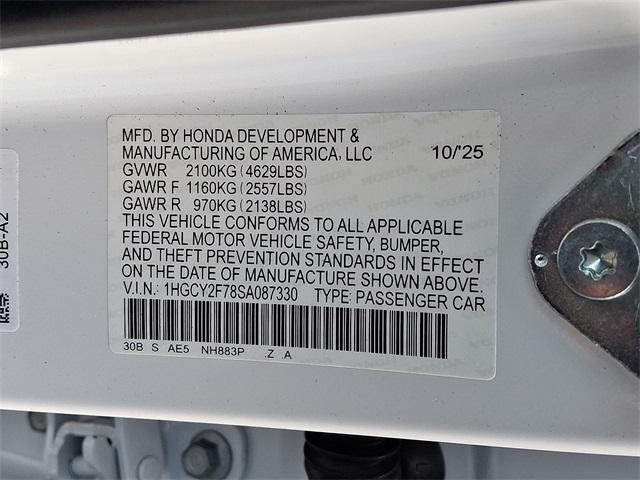 MFD. BY HONDA DEVELOPMENT &
MANUFACTURING OF AMERICA, LLC 10/'25
GVWR 2100KG(4629LBS)
GAWR F 1160KG(2557LBS)
GAWR R 970KG(2138LBS)
THIS VEHICLE CONFORMS TO ALL APPLICABLE
FEDERAL MOTOR VEHICLE SAFETY, BUMPER,
AND THEFT PREVENTION STANDARDS IN EFFECT
ON THE DATE OF MANUFACTURE SHOWN ABOVE.
V.I.N.: 1HGCY2F78SA087330 TYPE: PASSENGER CAR
30B S AE5 NH883P .Z .A
30B-A2